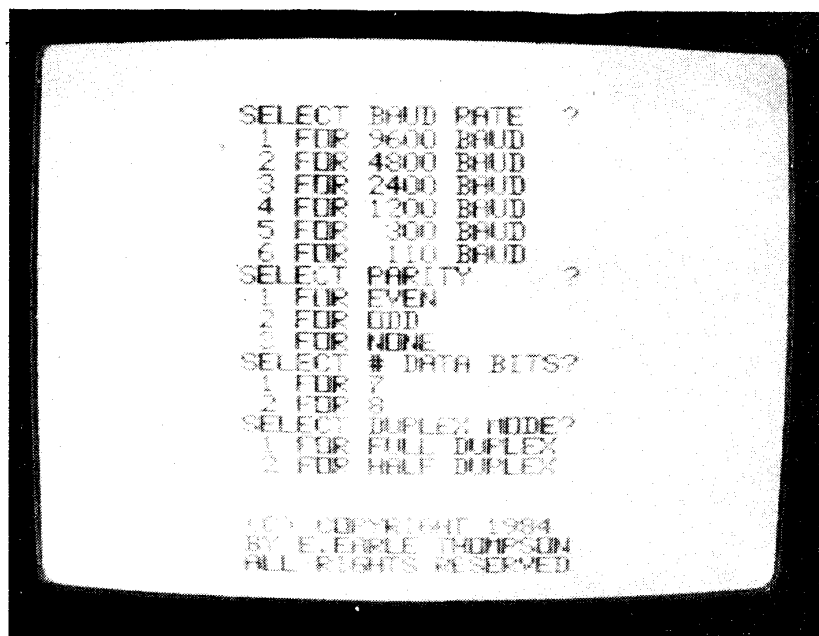 SELECT BAUD RATE ?
1 FOR 9600 BAUD
2 FOR 4800 BAUD
3 FOR 2400 BAUD
4 FOR 1200 BAUD
5 FOR 300 BAUD
6 FOR 110 BAUD
SELECT PARITY ?
1 FOR EVEN
2 FOR ODD
3 FOR NONE
SELECT # DATA BITS?
1 FOR 7
2 FOR 8
SELECT DUPLEX MODE?
1 FOR FULL DUPLEX
2 FOR HALF DUPLEX
(C) COPYRIGHT 1984
BY E.EARLE THOMPSON
ALL RIGHTS RESERVED